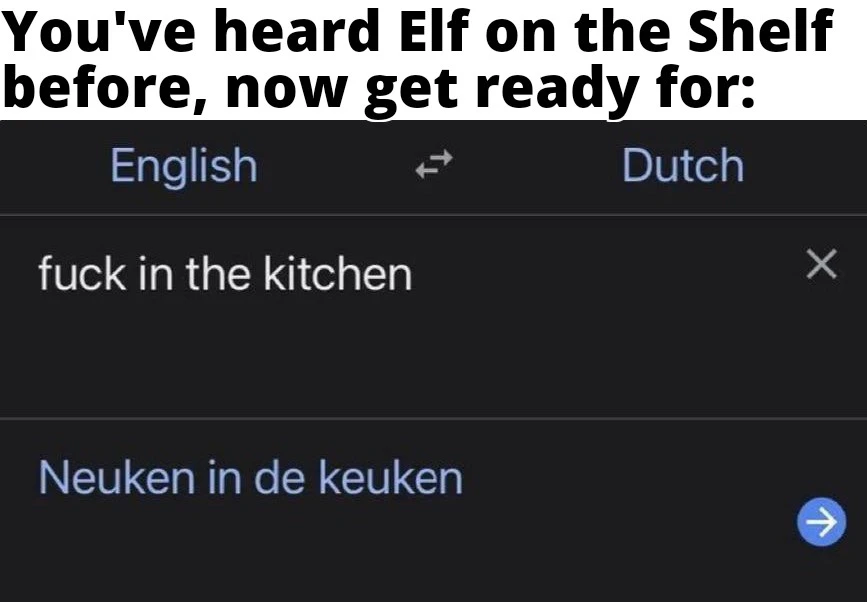 You've heard Elf on the Shelf
before, now get ready for:
English Dutch
fuck in the kitchen
Neuken in de keuken